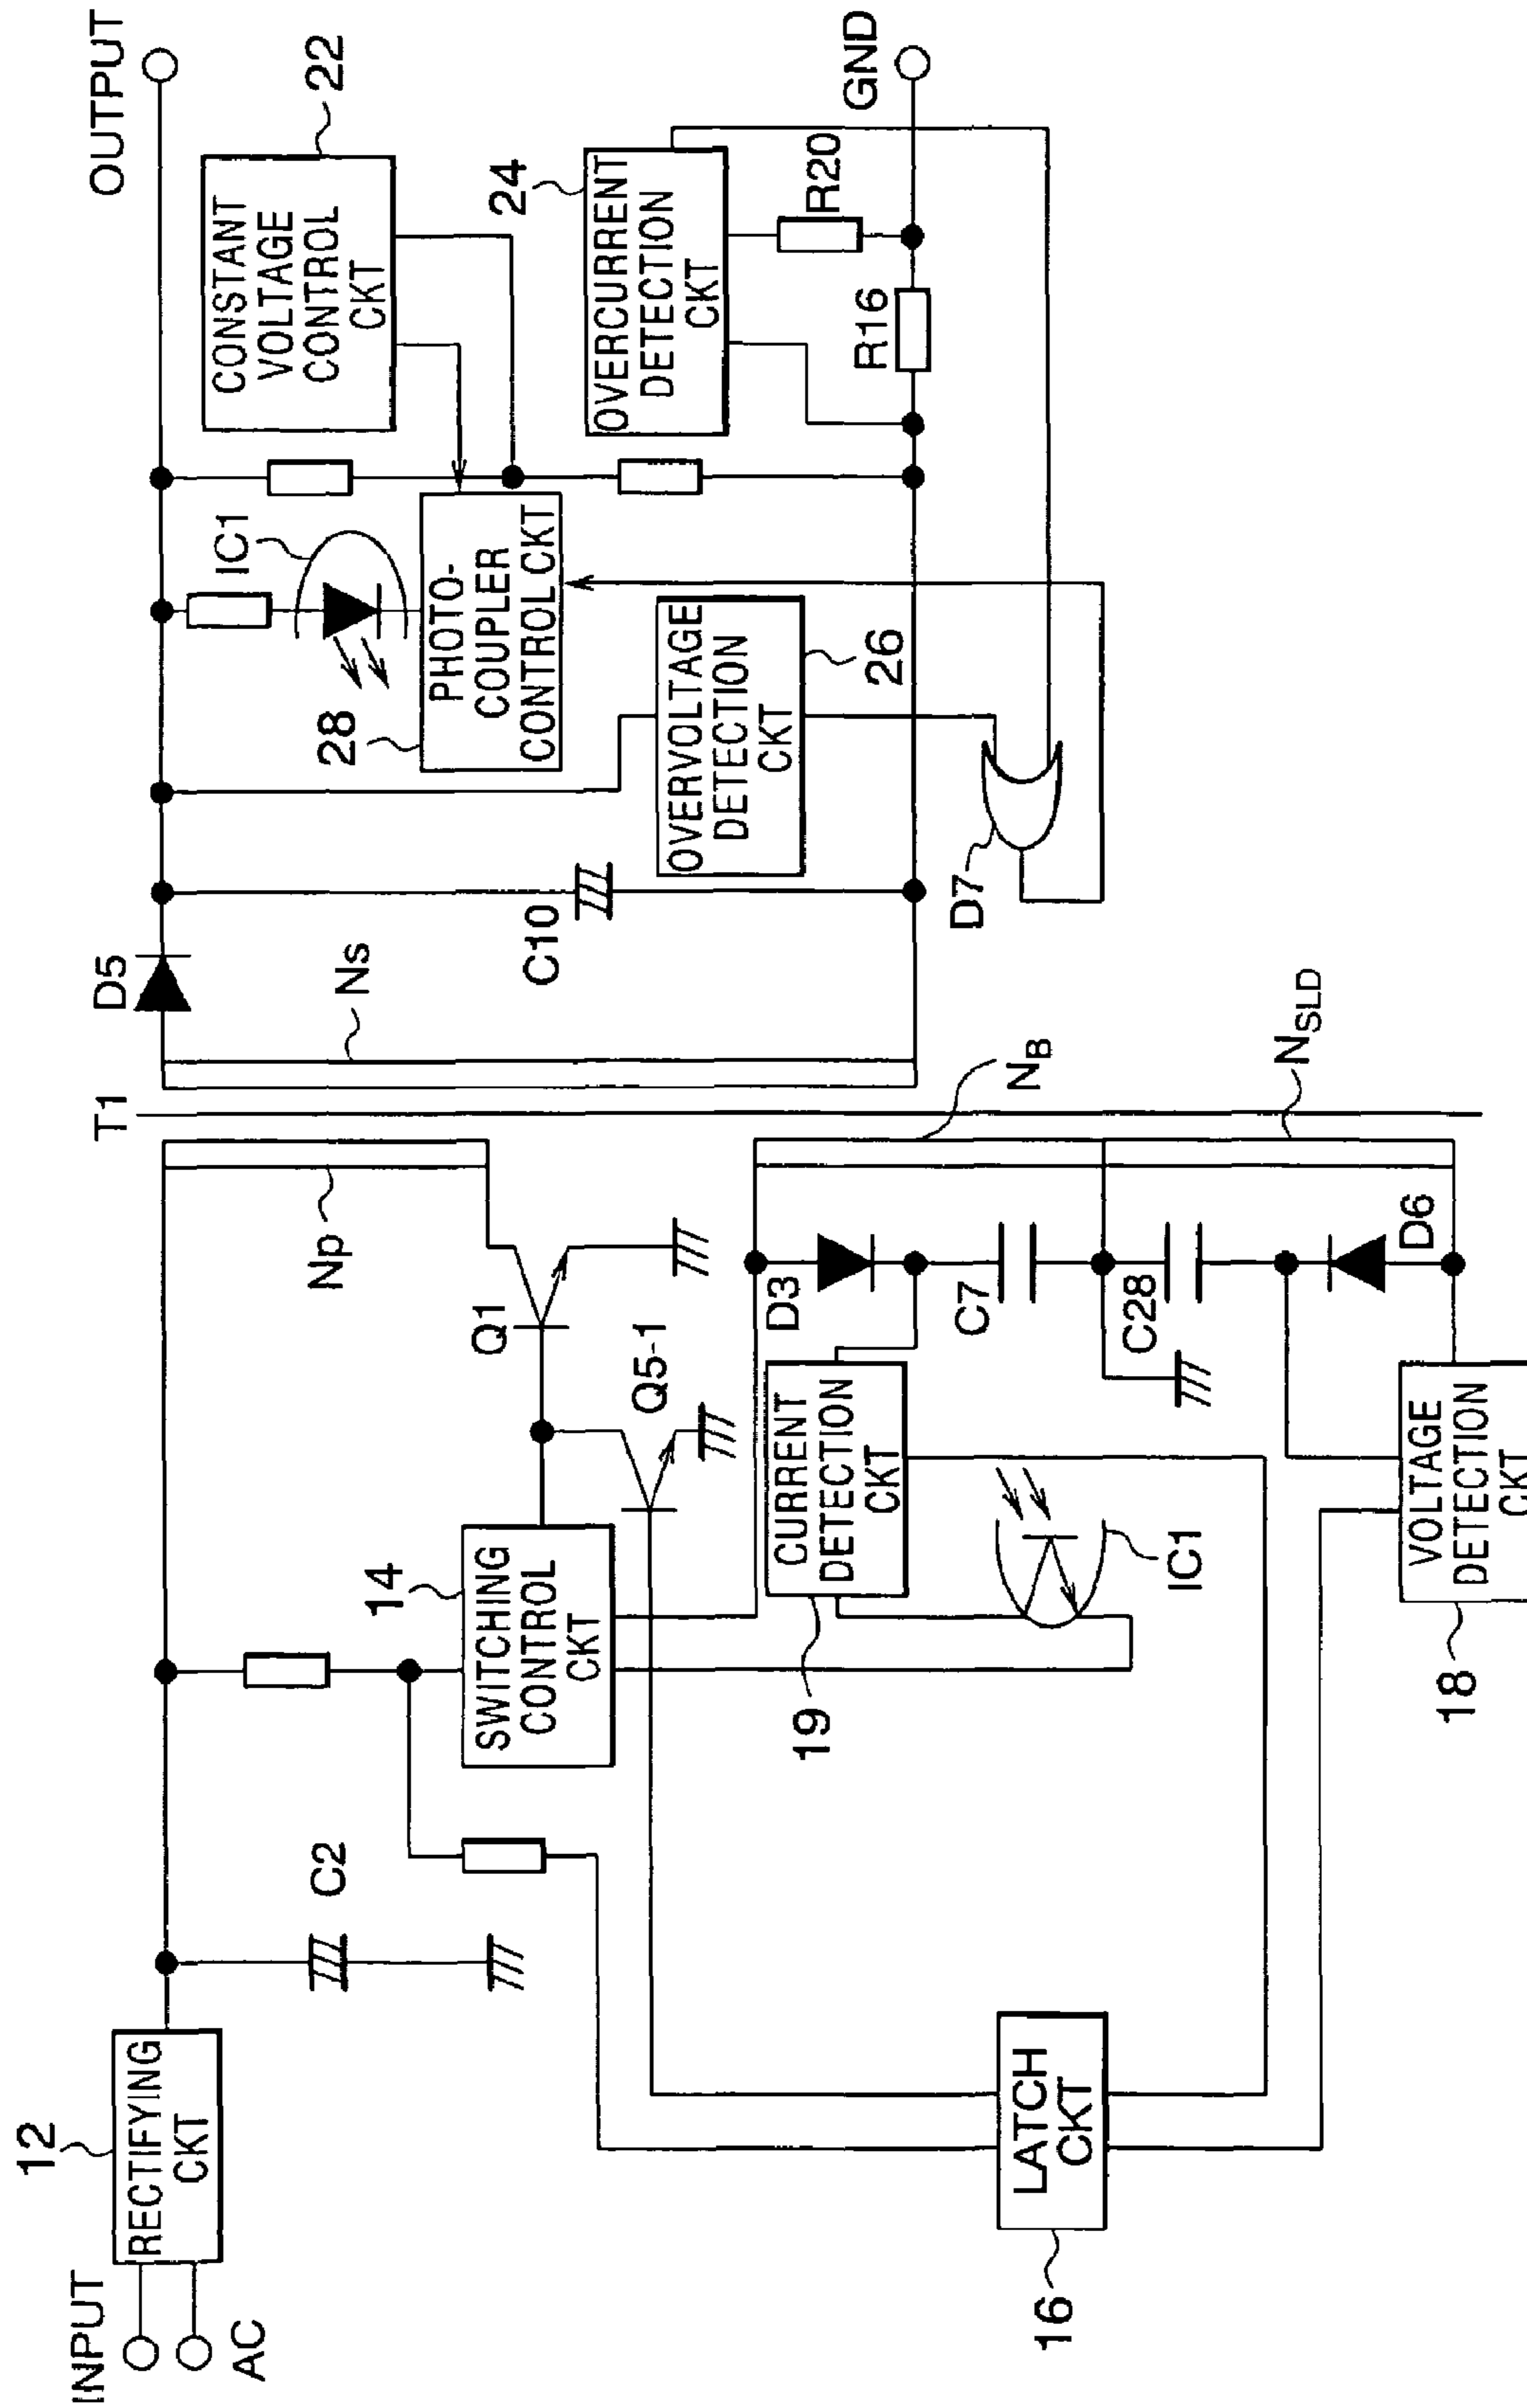 INPUT
AC
12
RECTIFYING
CKT
C2
14
SWITCHING
CONTROL
CKT
Np
T1
Q1
Q5-1
16
LATCH
CKT
19
CURRENT
DETECTION
CKT
IC1
D3
C7
C28
D6
18
VOLTAGE
DETECTION
CKT
NB
NSLD
D5
Ns
C10
28
PHOTO-
COUPLER
CONTROL CKT
IC1
OVERVOLTAGE
DETECTION
CKT
26
D7
OUTPUT
22
CONSTANT
VOLTAGE
CONTROL
CKT
24
OVERCURRENT
DETECTION
CKT
R16
R20
GND